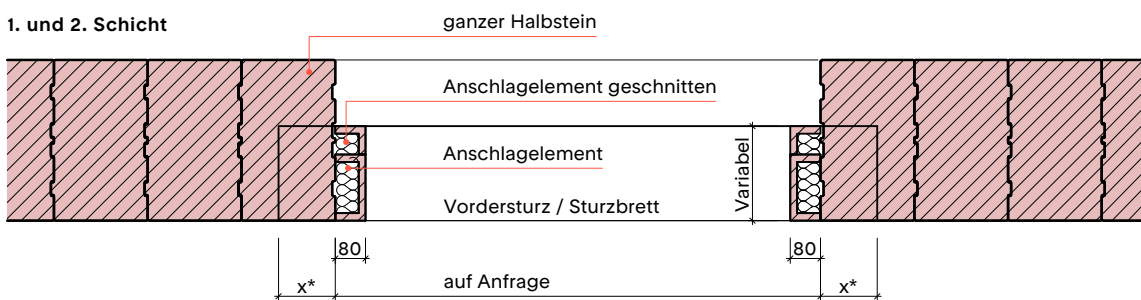 1. und 2. Schicht
ganzer Halbstein
Anschlagelement geschnitten
Anschlagelement
Variabel
Vordersturz / Sturzbrett
80
80
x*
auf Anfrage
x*